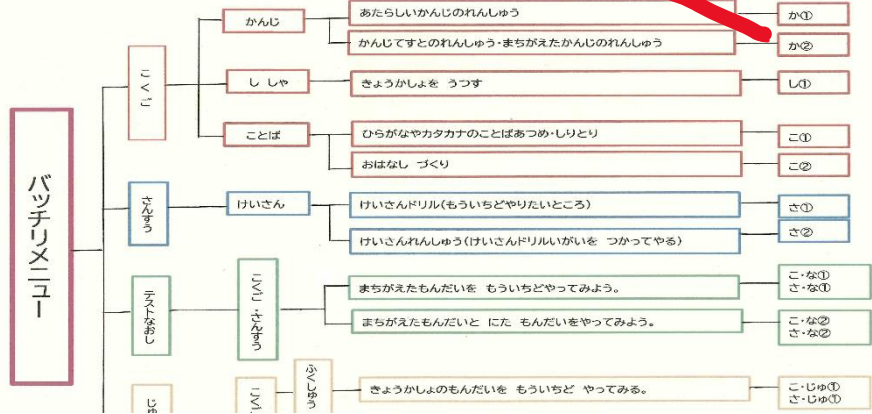 バッチリメニュー
こくご
かんじ
あたらしいかんじのれんしゅう
か①
かんじてすとのれんしゅう・まちがえたかんじのれんしゅう
か②
ししゃ
きょうかしょを うつす
し①
ことば
ひらがなやカタカナのことばあつめ・しりとり
こ①
おはなし づくり
こ②
さんすう
けいさん
けいさんドリル(もういちどやりたいところ)
さ①
けいさんれんしゅう(けいさんドリルいがいを つかってやる)
さ②
テストなおし
こくご・さんすう
まちがえたもんだいを もういちどやってみよう。
こ・な①
さ・な①
まちがえたもんだいと にた もんだいをやってみよう。
こ・な②
さ・な②
じゅ
こくご
ふくしゅう
きょうかしょのもんだいを もういちど やってみる。
こ・じゅ①
さ・じゅ①